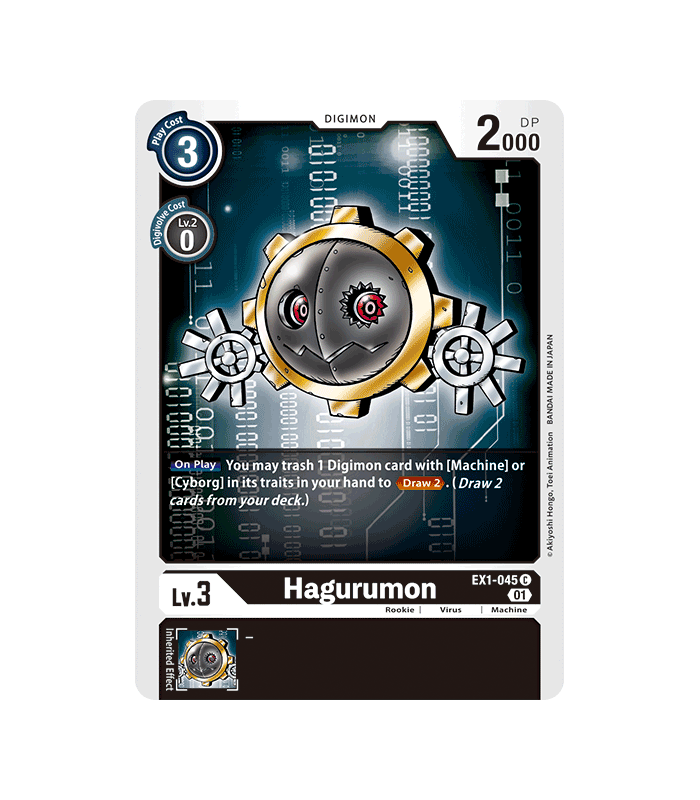 DIGIMON
Play Cost
3
DP
2000
Digivolve Cost
Lv.2
0
On Play You may trash 1 Digimon card with [Machine] or
[Cyborg] in its traits in your hand to Draw 2 . (Draw 2
cards from your deck.)
© Akiyoshi Hongo, Toei Animation BANDAI MADE IN JAPAN
Lv.3
Hagurumon
EX1-045 C
01
Rookie | Virus | Machine
Inherited Effect
–